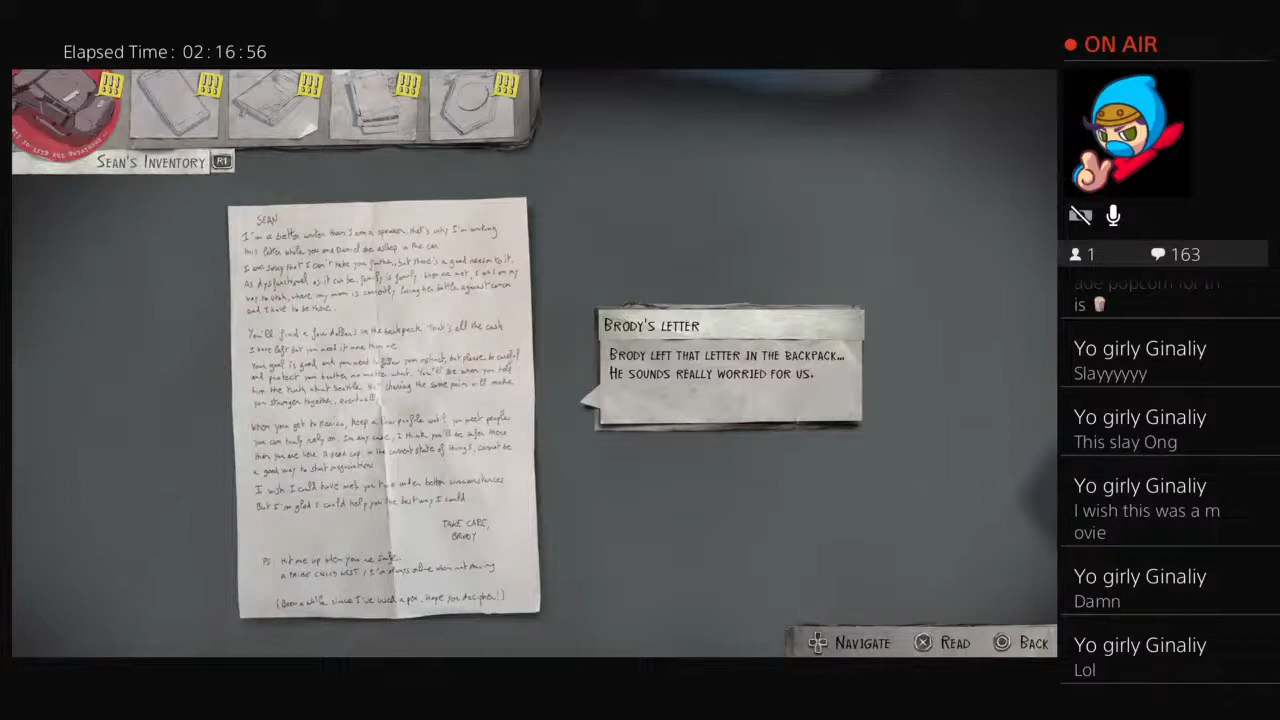 Elapsed Time: 02:16:56
ON AIR
SEAN'S INVENTORY R1
SEAN
I'm a better writer than I am a speaker, that's why I'm writing
this letter while you and Daniel are asleep in the car.
I am sorry that I can't take you further, but there's a good reason to it.
As dysfunctional as it can be, family is family. When we met, I was on my
way to Utah, where my mom is currently losing her battle against cancer
and I have to be there.
You'll find a few dollars in the backpack. That's all the cash
I have left but you need it more than me.
Your goal is good and you need to follow your instinct, but please be careful
and protect your brother no matter what. You'll see when you tell
him the truth about Seattle sharing the same pain will make
you stronger together, eventually.
When you get to Mexico, keep a low profile until you meet people
you can truly rely on. In any case, I think you'll be safer there
than you are here. A dead cop, in the current state of things, cannot be
a good way to start negotiations.
I wish I could have met you two under better circumstances
But I'm glad I could help you the best way I could
TAKE CARE,
BRODY
PS: Hit me up when you're safe.
A TRIBE CALLED WEST / I'm always online when not
(Been a while since I've used a pen. Hope you decipher!)
BRODY'S LETTER
BRODY LEFT THAT LETTER IN THE BACKPACK...
HE SOUNDS REALLY WORRIED FOR US.
NAVIGATE READ BACK
1 163
ade popcorn for th
is 🍿
Yo girly Ginaliy
Slayyyyyy
Yo girly Ginaliy
This slay Ong
Yo girly Ginaliy
I wish this was a m
ovie
Yo girly Ginaliy
Damn
Yo girly Ginaliy
Lol